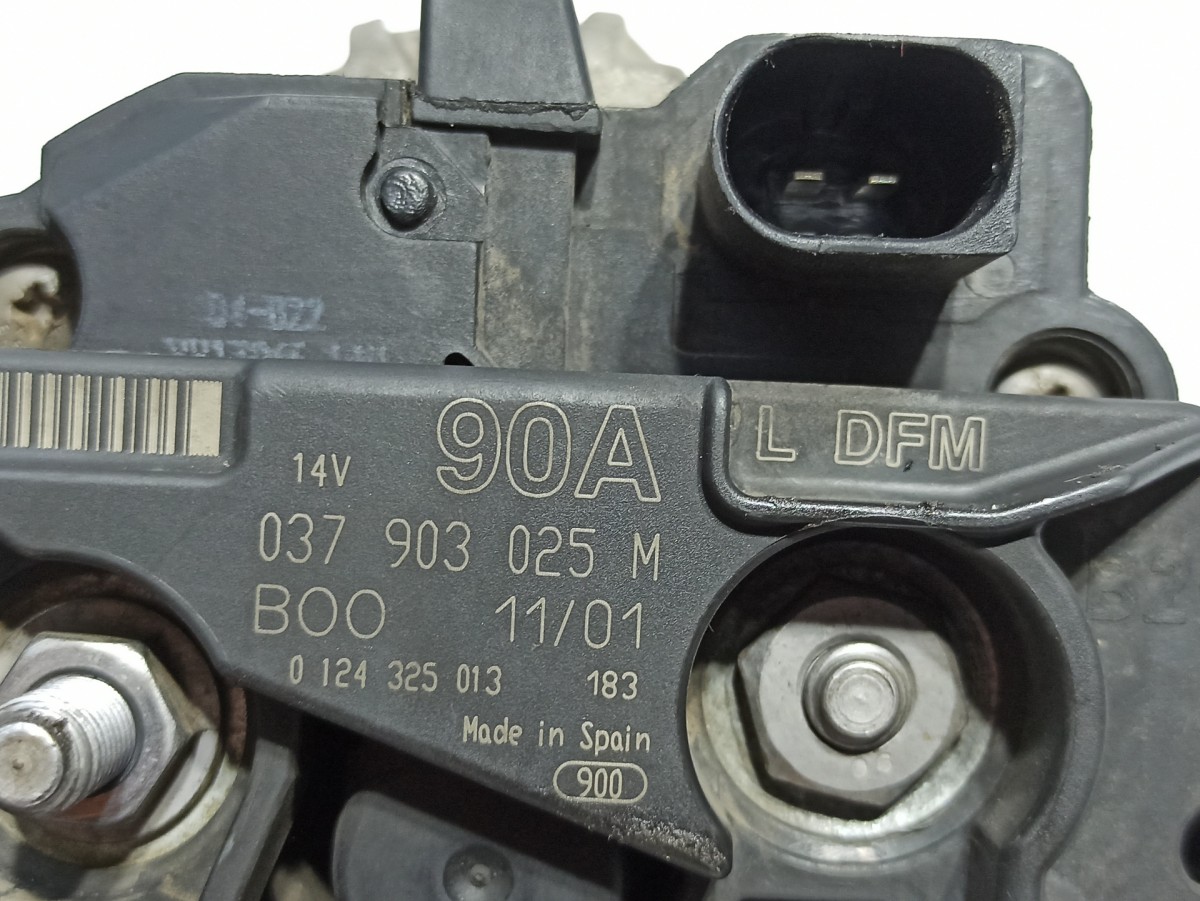 90A
L DFM
14V
037 903 025 M
BOO 11/01
0 124 325 013 183
Made in Spain
900